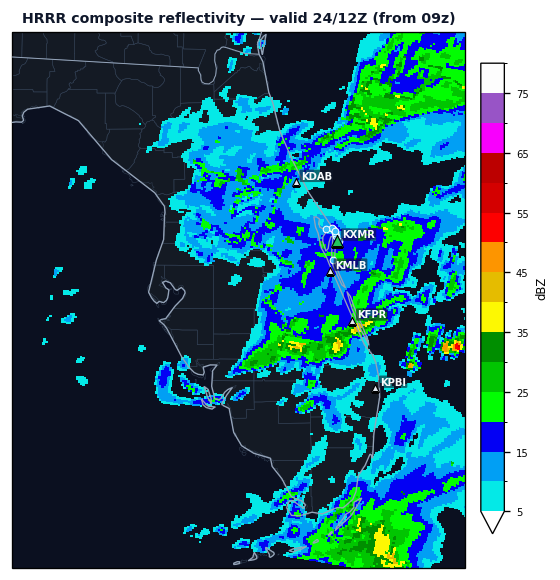 HRRR composite reflectivity — valid 24/12Z (from 09z)
KDAB
KXMR
KMLB
KFPR
KPBI
75
65
55
45
35
25
15
5
dBZ